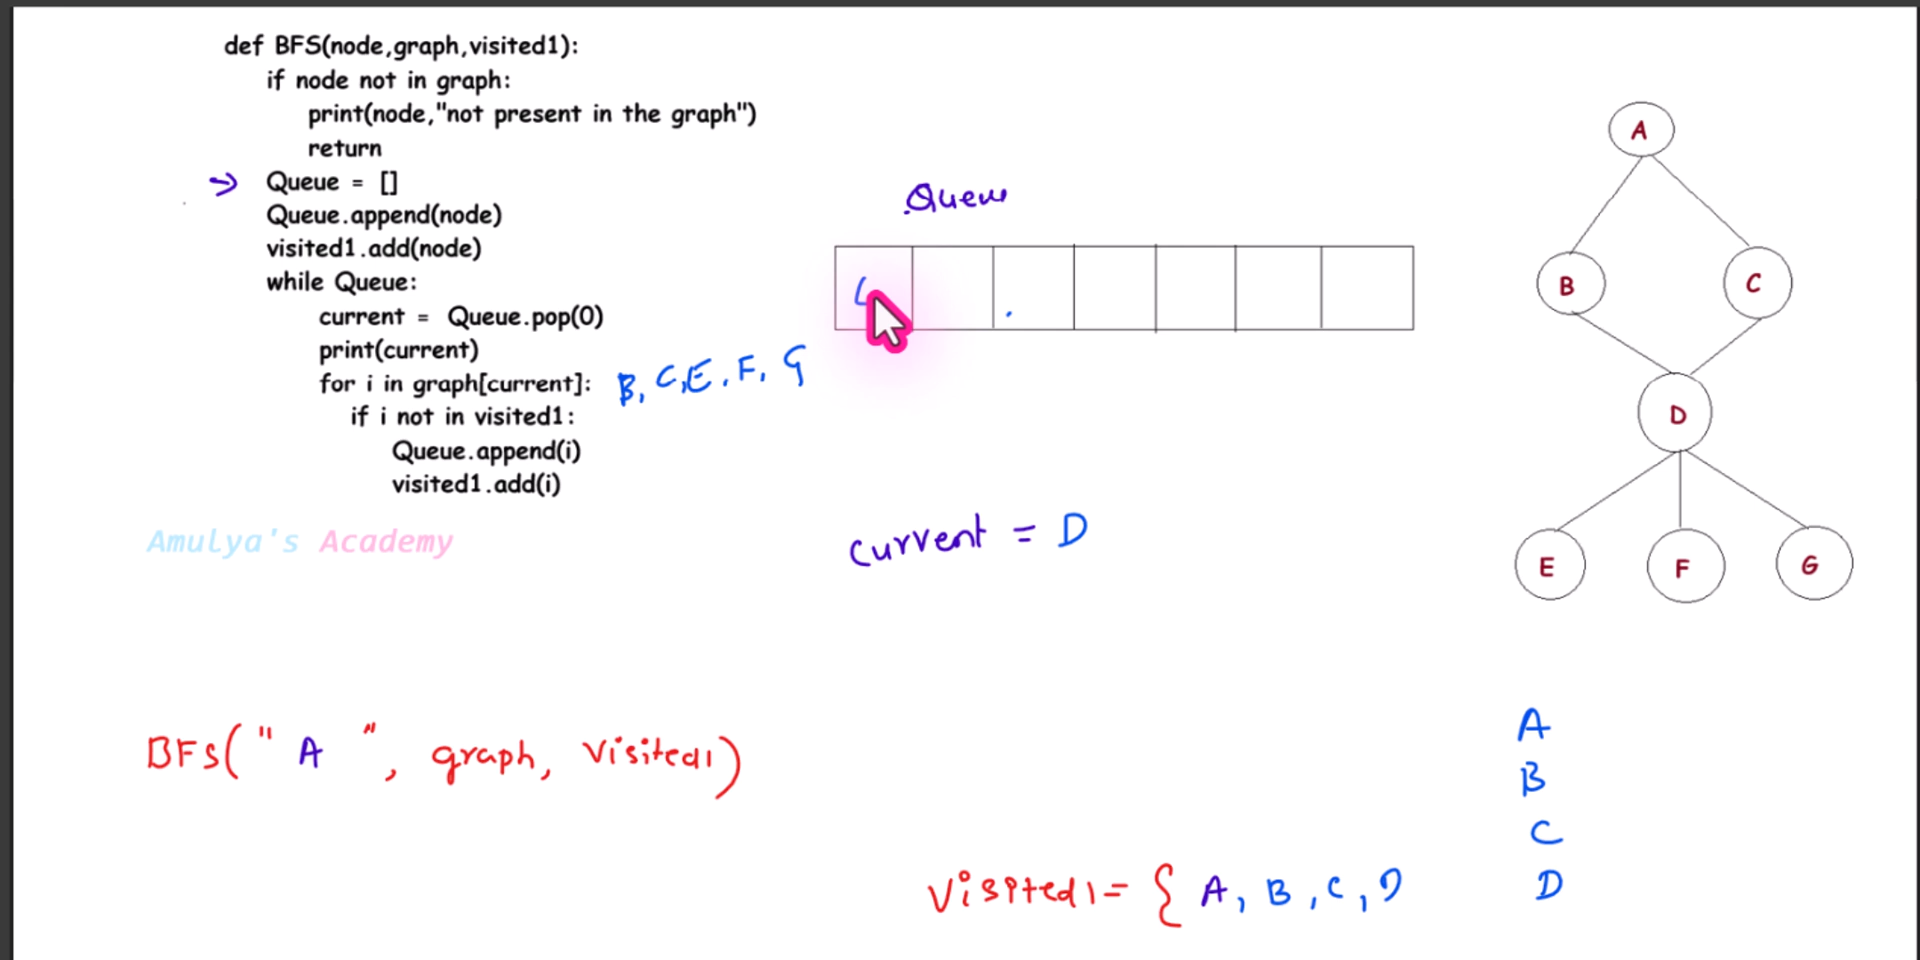 def BFS(node,graph,visited1):
if node not in graph:
print(node,"not present in the graph")
return
Queue = []
Queue.append(node)
visited1.add(node)
while Queue:
current = Queue.pop(0)
print(current)
for i in graph[current]: B, C, E, F, G
if i not in visited1:
Queue.append(i)
visited1.add(i)
Amulya's Academy
Queue
current = D
A
B C
D
E F G
BFS(" A ", graph, visited1)
A
B
C
D
Visited1 = { A, B, C, D